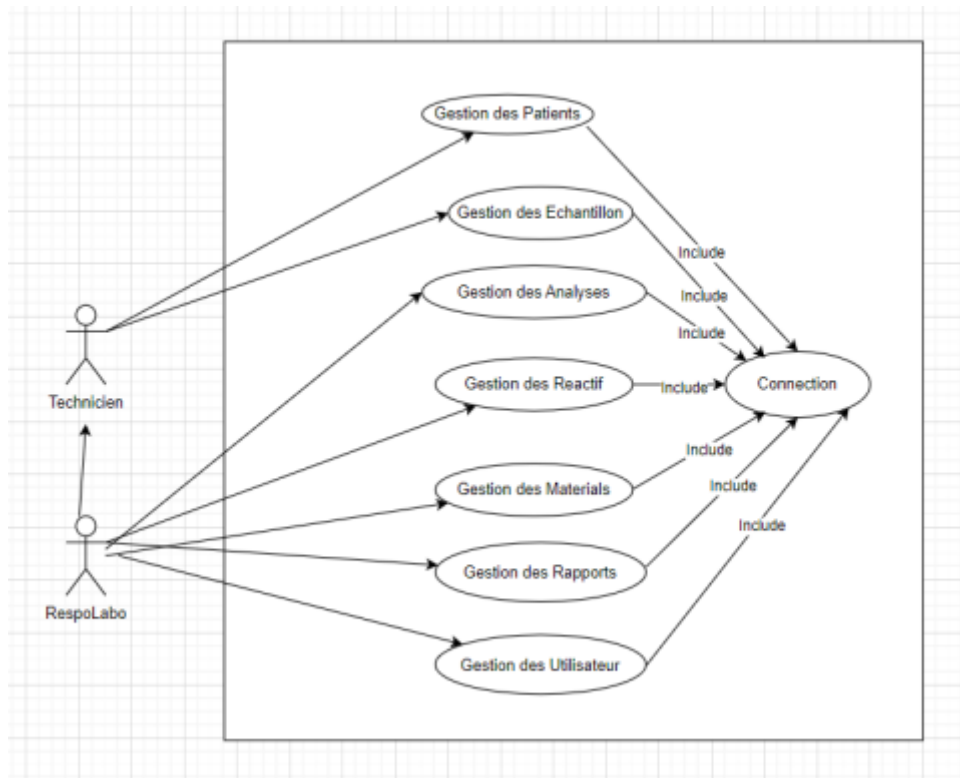 Gestion des Patients
Gestion des Echantillon
Include
Gestion des Analyses
Include
Include
Technicien
Gestion des Reactif
Include
Connection
Gestion des Materials
Include
Include
Gestion des Rapports
Include
RespoLabo
Gestion des Utilisateur